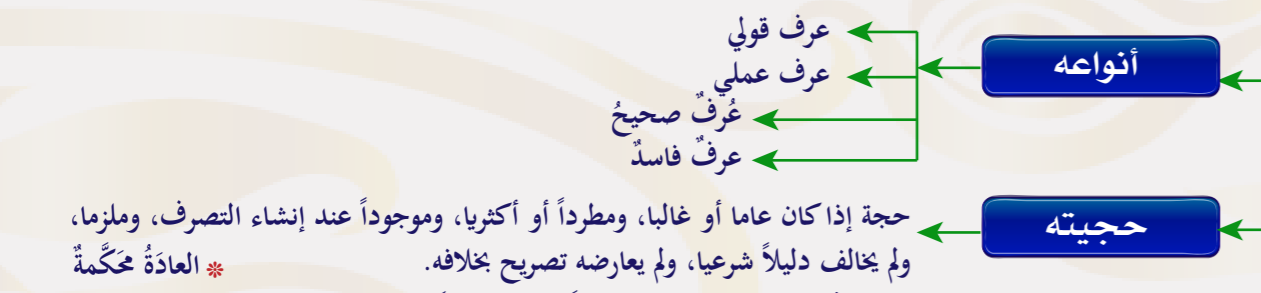 أنواعه
عرف قولي
عرف عملي
عُرفٌ صحيحُ
عرفٌ فاسدٌ
حجيته
حجة إذا كان عاما أو غالبا، ومطرداً أو أكثريا، وموجوداً عند إنشاء التصرف، وملزما،
ولم يخالف دليلاً شرعيا، ولم يعارضه تصريح بخلافه. * العادَةُ محَكَّمةٌ